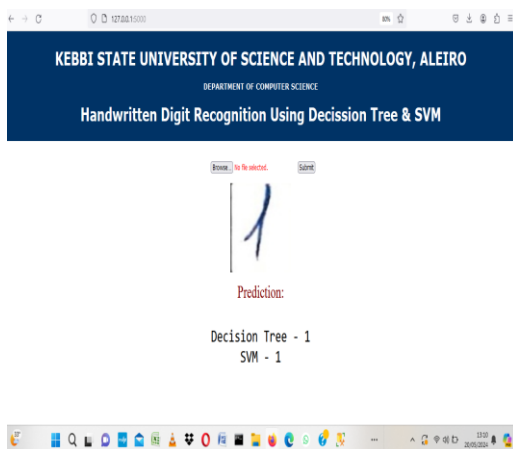 127.0.0.1:5000
80%
KEBBI STATE UNIVERSITY OF SCIENCE AND TECHNOLOGY, ALEIRO
DEPARTMENT OF COMPUTER SCIENCE
Handwritten Digit Recognition Using Decission Tree & SVM
Browse... No file selected. Submit
1
Prediction:
Decision Tree - 1
SVM - 1
13:10
20/05/2024